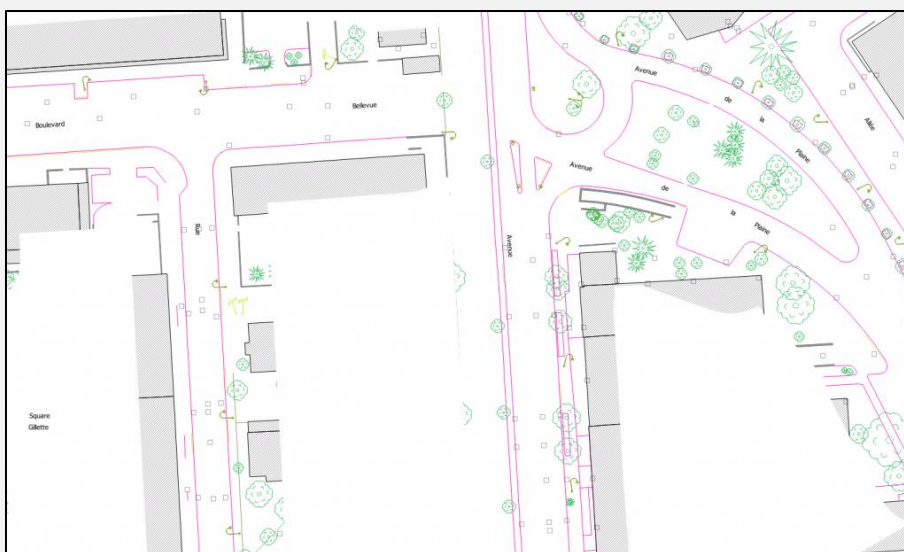 Boulevard
Bellevue
Rue
Square
Gillette
Avenue
Avenue
de
la
Plaine
Avenue
de
la
Plaine
Allée